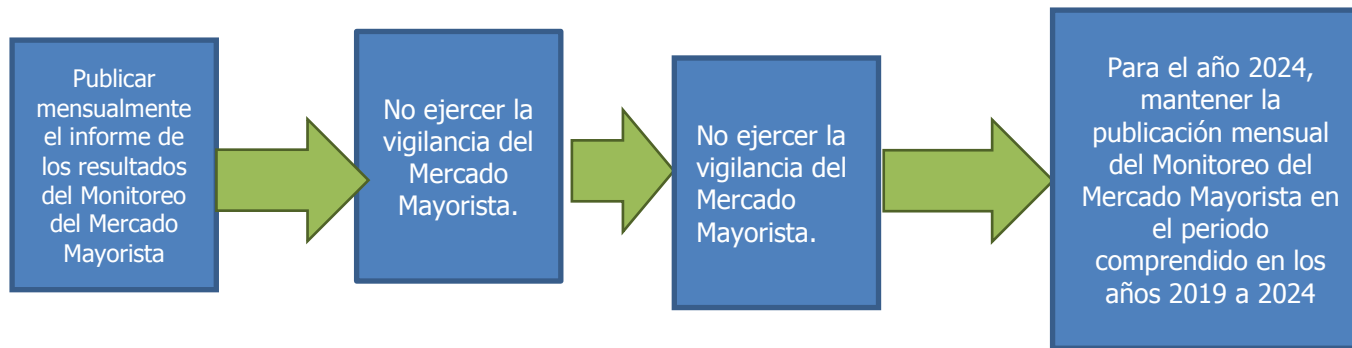 Publicar
mensualmente
el informe de
los resultados
del Monitoreo
del Mercado
Mayorista
No ejercer la
vigilancia del
Mercado
Mayorista.
No ejercer la
vigilancia del
Mercado
Mayorista.
Para el año 2024,
mantener la
publicación mensual
del Monitoreo del
Mercado Mayorista en
el periodo
comprendido en los
años 2019 a 2024